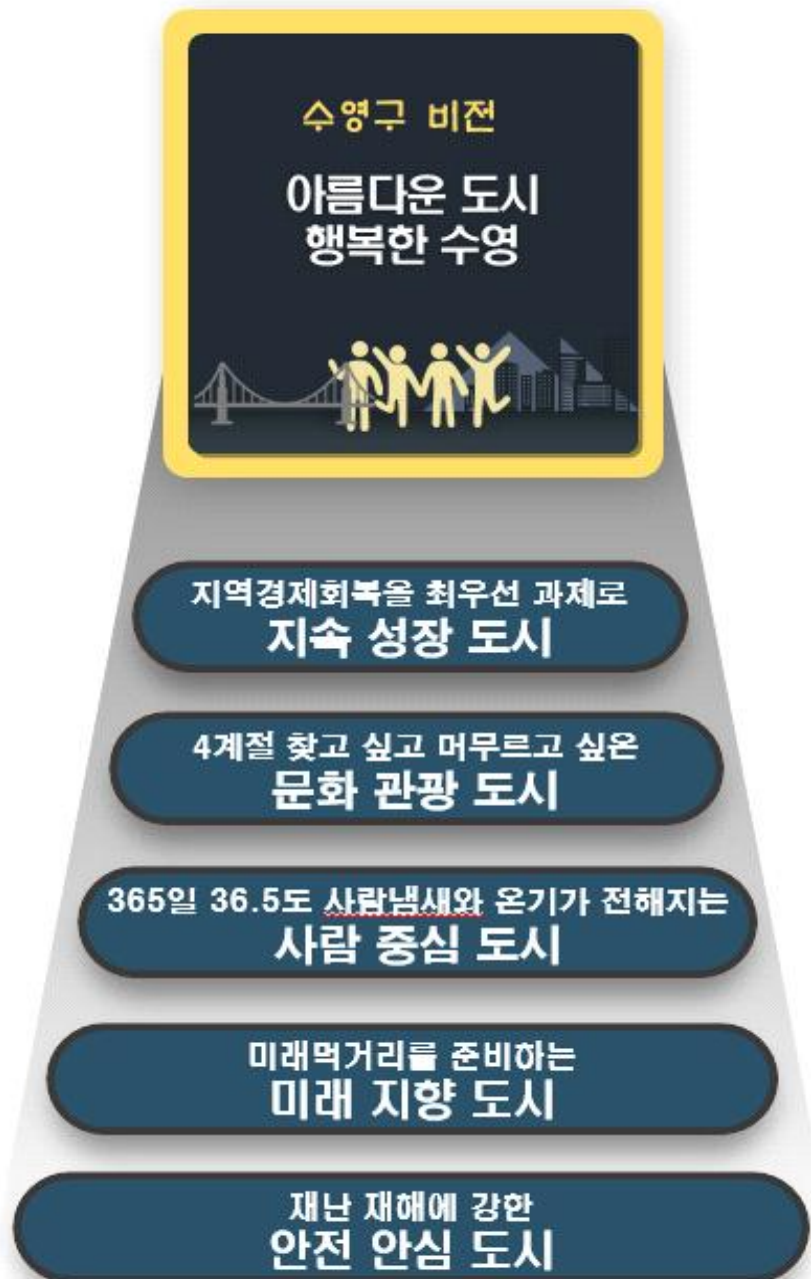 수영구 비전
아름다운 도시
행복한 수영
지역경제회복을 최우선 과제로
지속 성장 도시
4계절 찾고 싶고 머무르고 싶은
문화 관광 도시
365일 36.5도 사람냄새와 온기가 전해지는
사람 중심 도시
미래먹거리를 준비하는
미래 지향 도시
재난 재해에 강한
안전 안심 도시